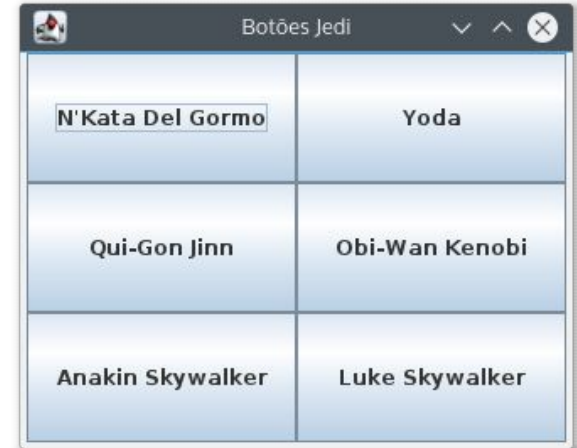 Botões Jedi
N'Kata Del Gormo
Yoda
Qui-Gon Jinn
Obi-Wan Kenobi
Anakin Skywalker
Luke Skywalker